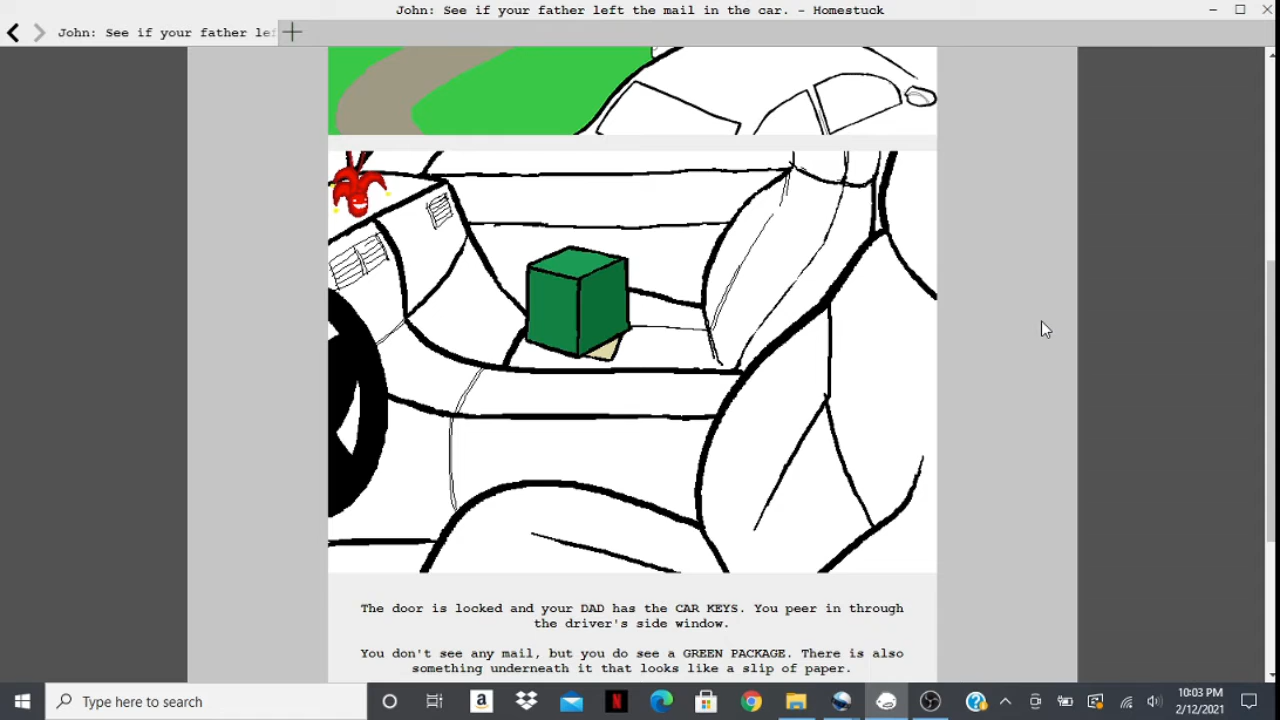 John: See if your father left the mail in the car. - Homestuck
John: See if your father lef
The door is locked and your DAD has the CAR KEYS. You peer in through
the driver's side window.
You don't see any mail, but you do see a GREEN PACKAGE. There is also
something underneath it that looks like a slip of paper.
Type here to search
10:03 PM
2/12/2021